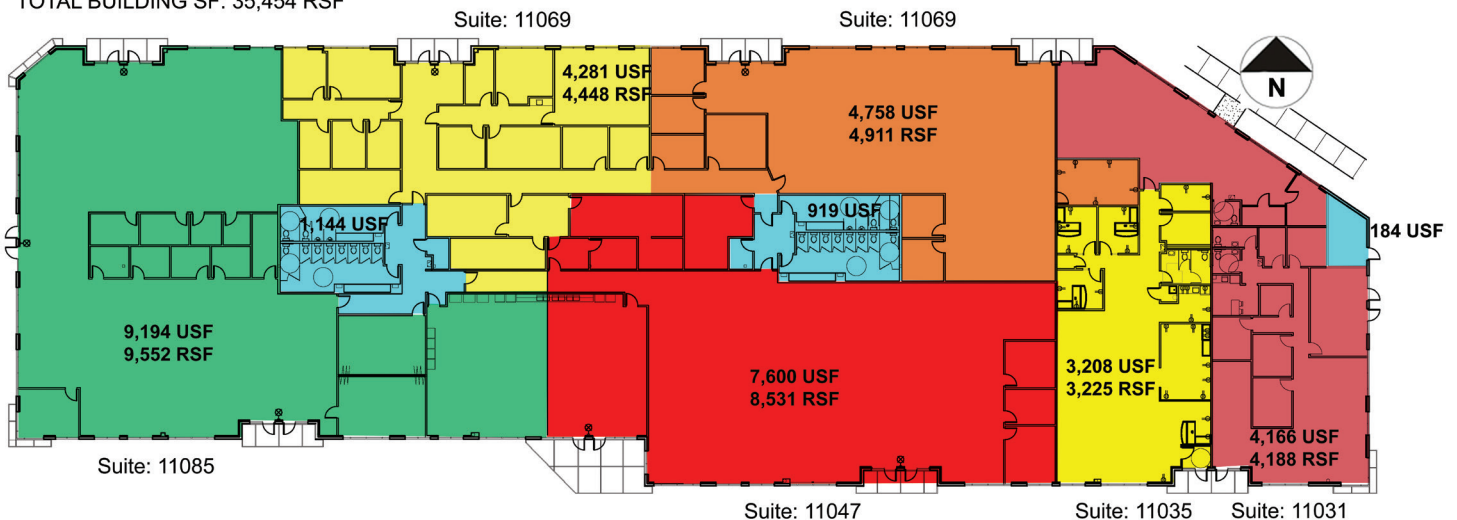 TOTAL BUILDING SF: 35,454 RSF
Suite: 11069
Suite: 11069
4,281 USF
4,448 RSF
4,758 USF
4,911 RSF
N
1,144 USF
919 USF
184 USF
9,194 USF
9,552 RSF
7,600 USF
8,531 RSF
3,208 USF
3,225 RSF
4,166 USF
4,188 RSF
Suite: 11085
Suite: 11047
Suite: 11035
Suite: 11031